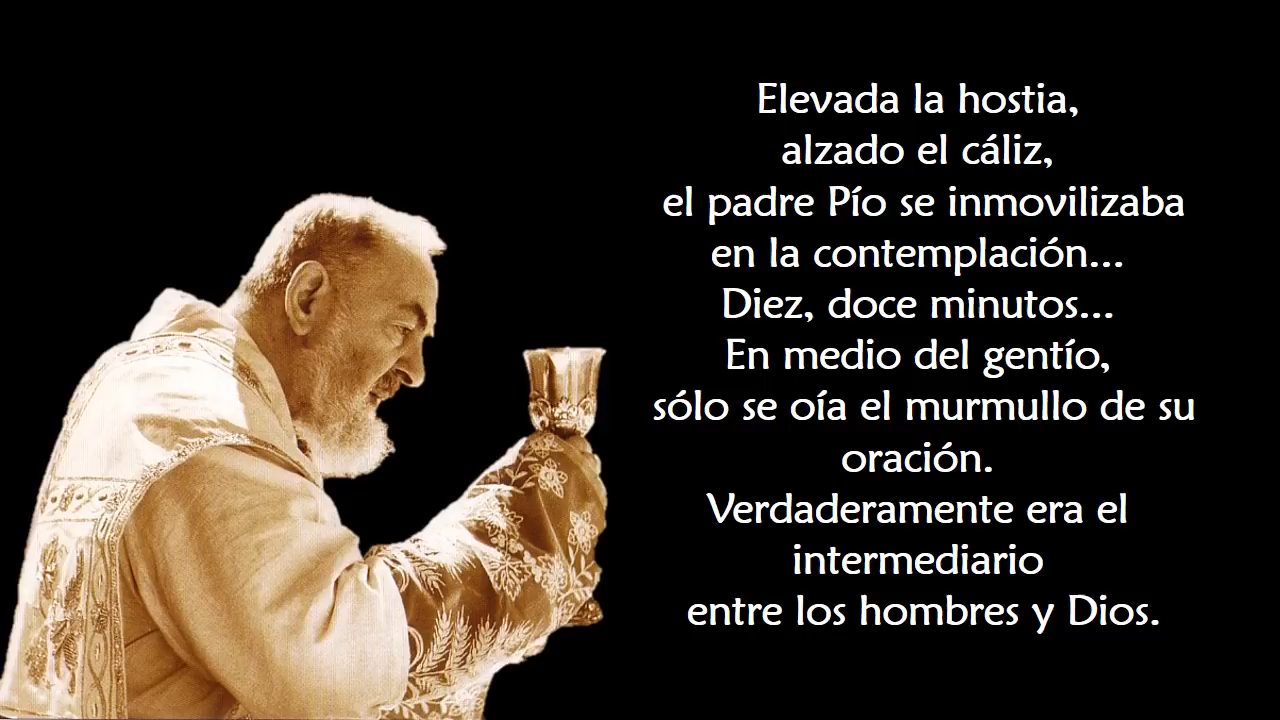 Elevada la hostia,
alzado el cáliz,
el padre Pío se inmovilizaba
en la contemplación...
Diez, doce minutos...
En medio del gentío,
sólo se oía el murmullo de su
oración.
Verdaderamente era el
intermediario
entre los hombres y Dios.